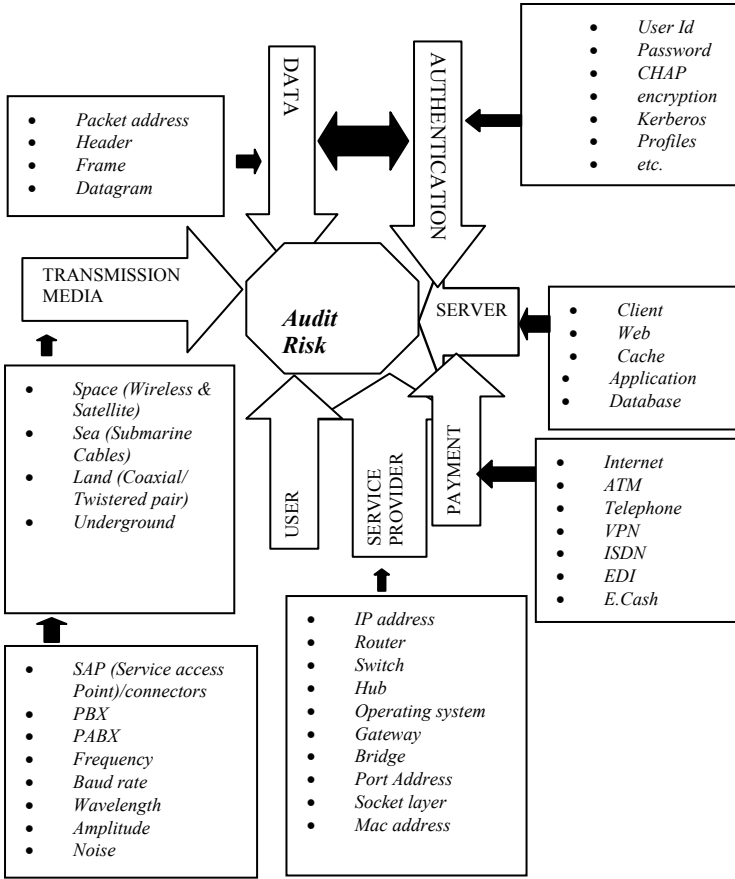 User Id
Password
CHAP
encryption
Kerberos
Profiles
etc.
DATA
AUTHENTICATION
Packet address
Header
Frame
Datagram
TRANSMISSION
MEDIA
Audit
Risk
SERVER
Client
Web
Cache
Application
Database
Space (Wireless &
Satellite)
Sea (Submarine
Cables)
Land (Coaxial/
Twistered pair)
Underground
USER
SERVICE
PROVIDER
PAYMENT
Internet
ATM
Telephone
VPN
ISDN
EDI
E.Cash
SAP (Service access
Point)/connectors
PBX
PABX
Frequency
Baud rate
Wavelength
Amplitude
Noise
IP address
Router
Switch
Hub
Operating system
Gateway
Bridge
Port Address
Socket layer
Mac address